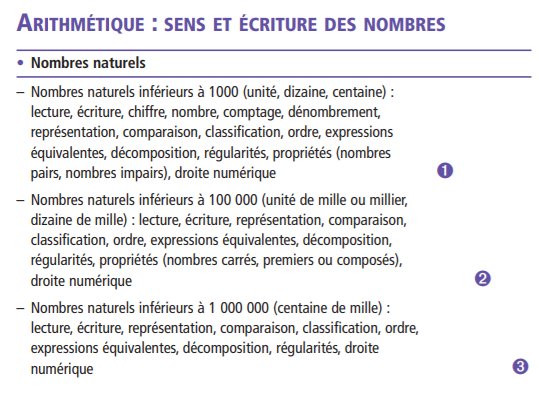 ARITHMÉTIQUE : SENS ET ÉCRITURE DES NOMBRES
• Nombres naturels
– Nombres naturels inférieurs à 1000 (unité, dizaine, centaine) :
lecture, écriture, chiffre, nombre, comptage, dénombrement,
représentation, comparaison, classification, ordre, expressions
équivalentes, décomposition, régularités, propriétés (nombres
pairs, nombres impairs), droite numérique ❶
– Nombres naturels inférieurs à 100 000 (unité de mille ou millier,
dizaine de mille) : lecture, écriture, représentation, comparaison,
classification, ordre, expressions équivalentes, décomposition,
régularités, propriétés (nombres carrés, premiers ou composés),
droite numérique ❷
– Nombres naturels inférieurs à 1 000 000 (centaine de mille) :
lecture, écriture, représentation, comparaison, classification, ordre,
expressions équivalentes, décomposition, régularités, droite
numérique ❸